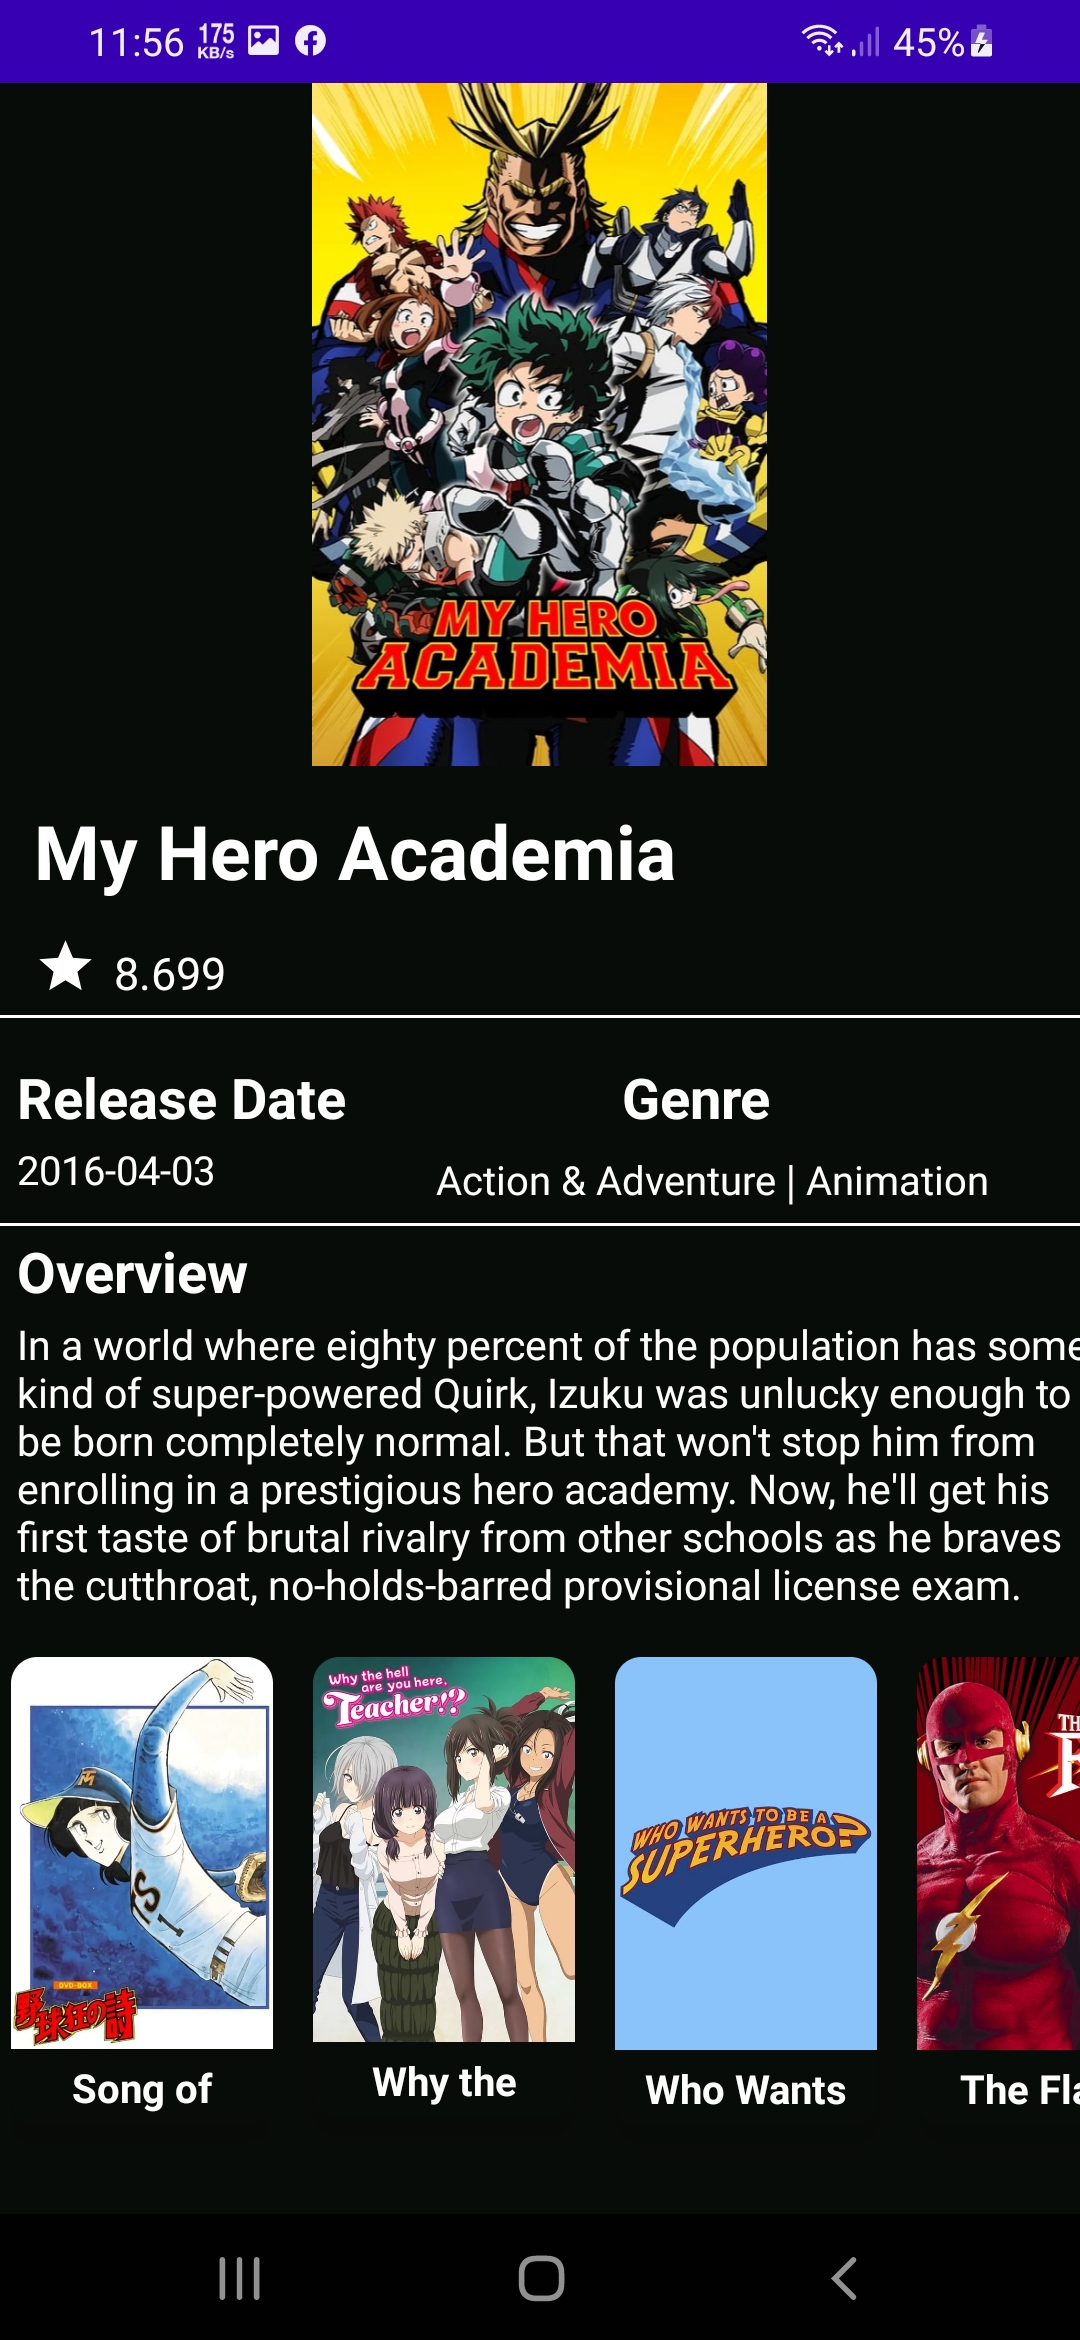 11:56 175 KB/s 45%
MY HERO
ACADEMIA
My Hero Academia
8.699
Release Date Genre
2016-04-03 Action & Adventure | Animation
Overview
In a world where eighty percent of the population has some
kind of super-powered Quirk, Izuku was unlucky enough to
be born completely normal. But that won't stop him from
enrolling in a prestigious hero academy. Now, he'll get his
first taste of brutal rivalry from other schools as he braves
the cutthroat, no-holds-barred provisional license exam.
DVD-BOX
野球狂の詩
Song of
Why the hell
are you here,
Teacher!?
Why the
WHO WANTS TO BE A
SUPERHERO?
Who Wants
TH
F
The Fla